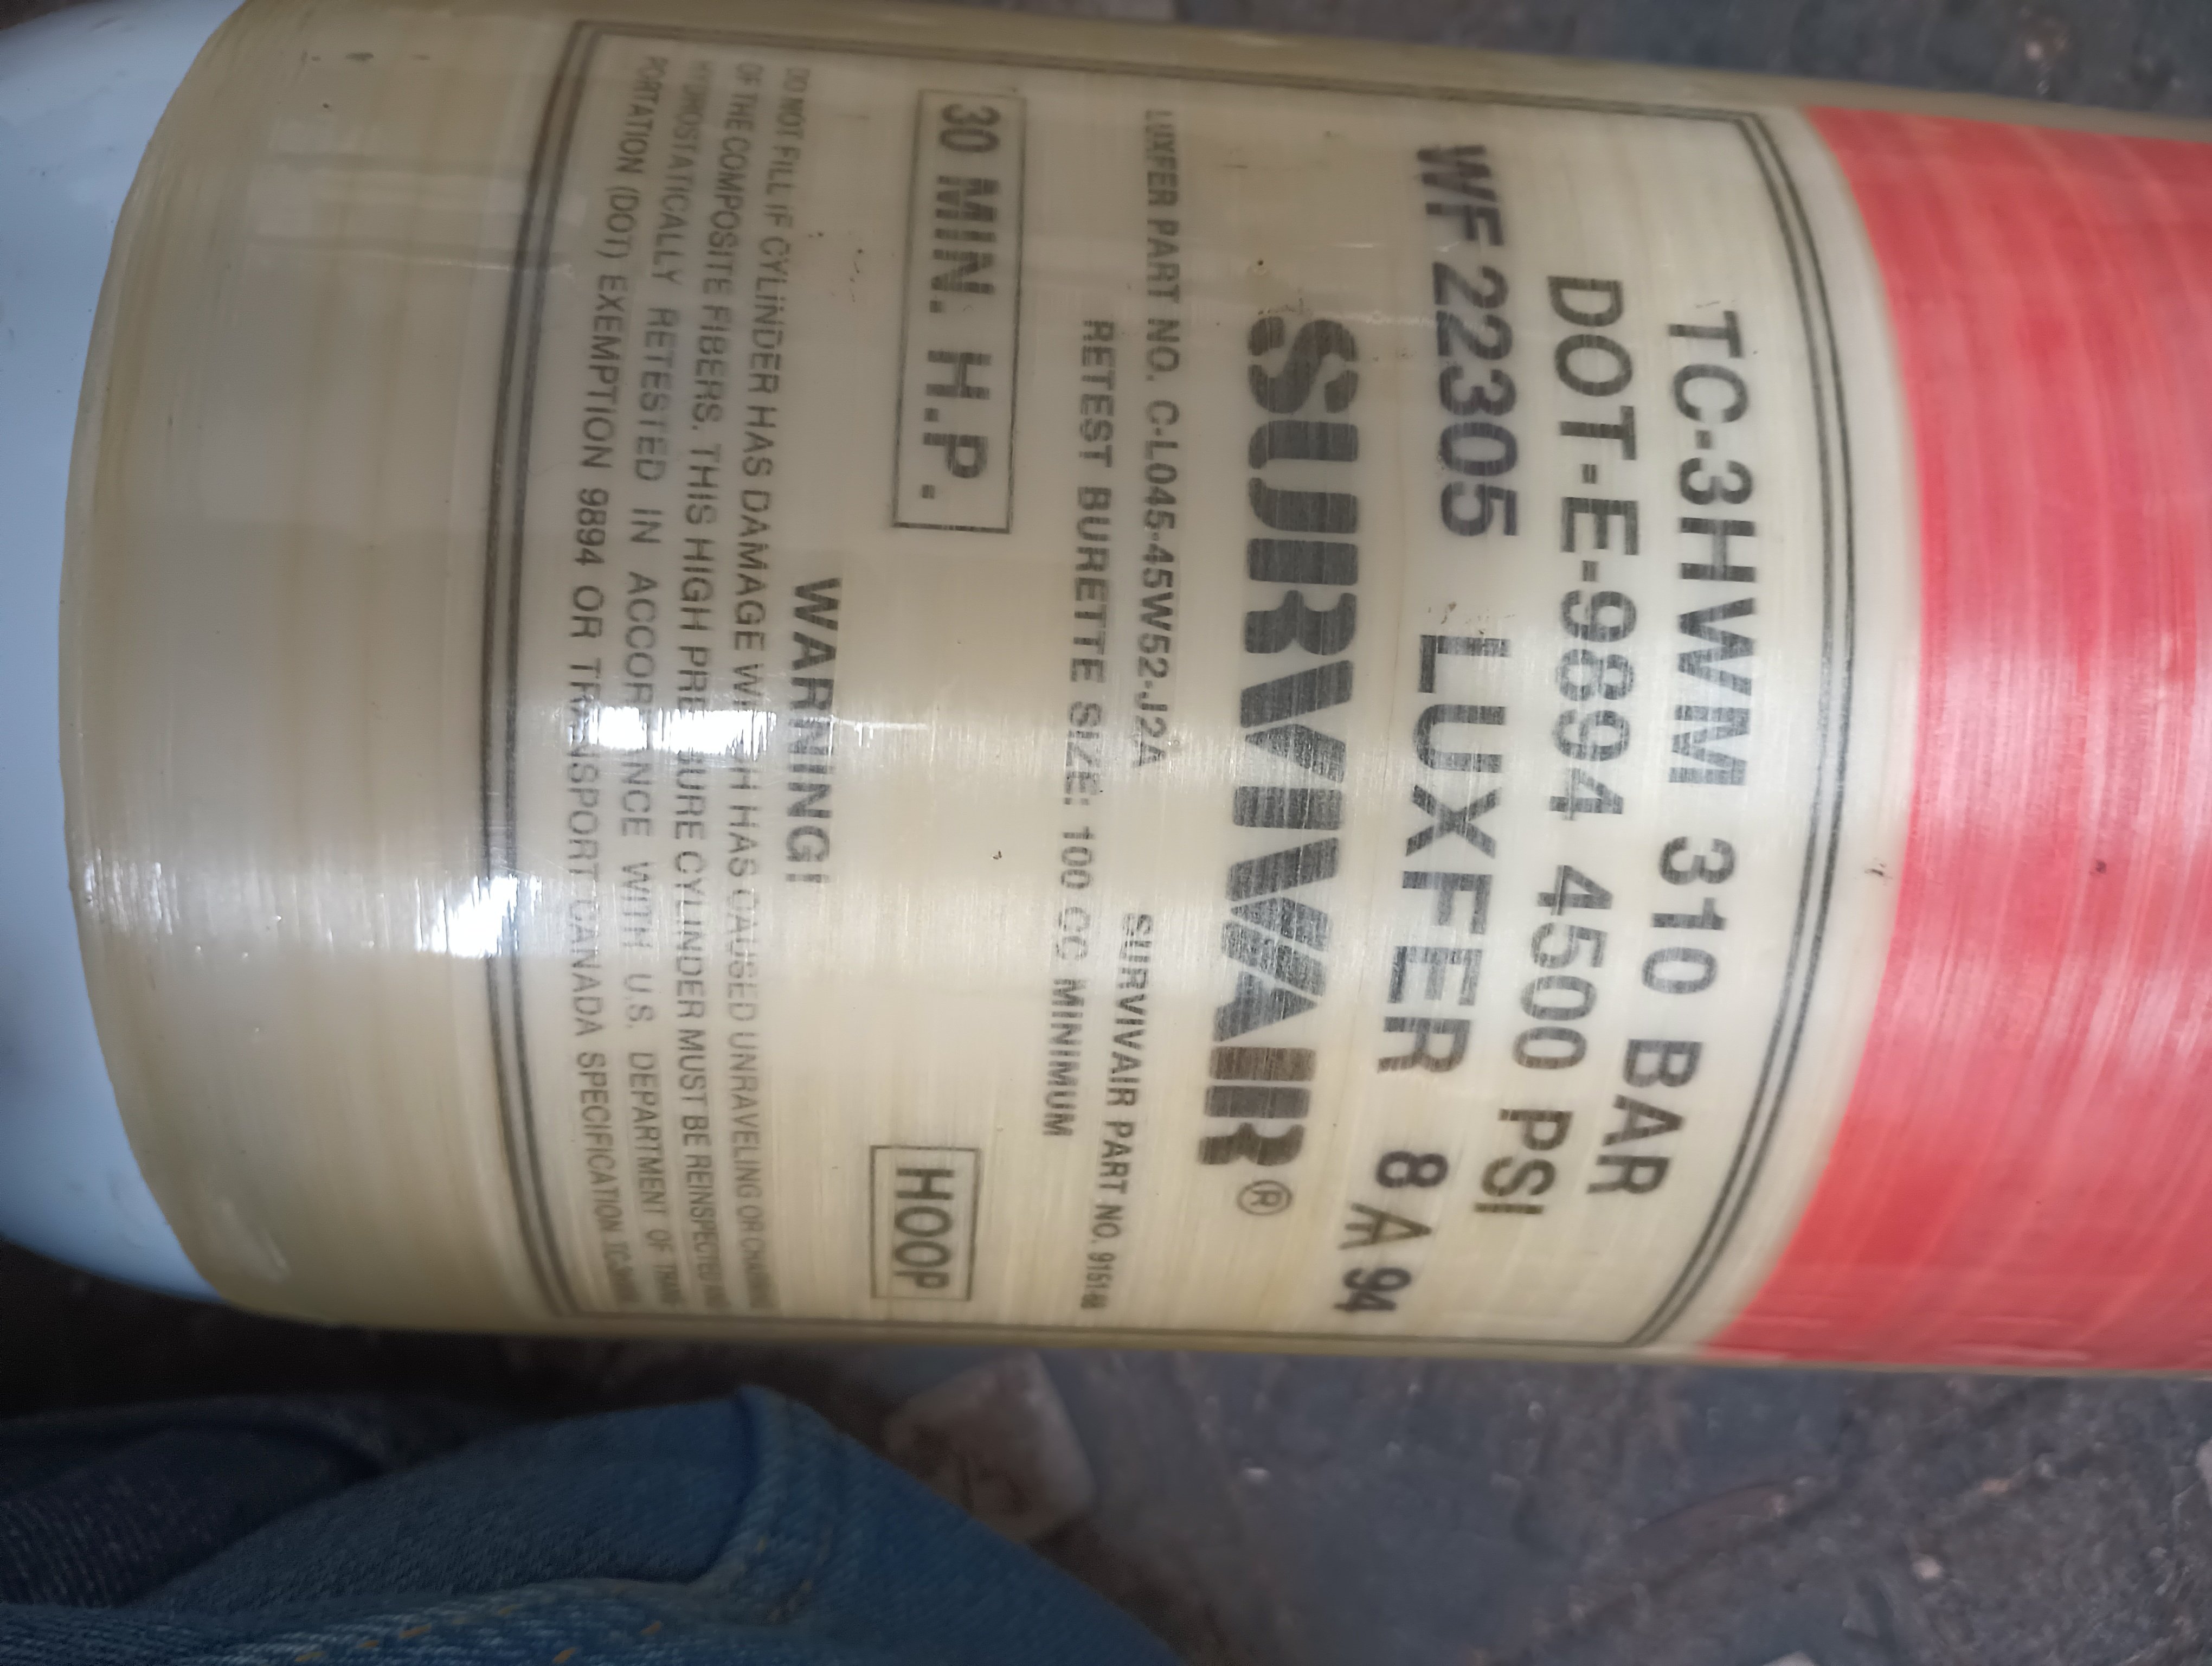 TC-3HWM 310 BAR
DOT-E-9894 4500 PSI
WF 22305 LUXFER 8 A 94
SURVIVAIR®
LUXFER PART NO. C-L045-45W52-J2A SURVIVAIR PART NO.
RETEST BURETTE SIZE: 100 CC MINIMUM
30 MIN. H.P. HOOP
WARNING!
DO NOT FILL IF CYLINDER HAS DAMAGE WHICH HAS CAUSED UNRAVELING OR
OF THE COMPOSITE FIBERS. THIS HIGH PRESSURE CYLINDER MUST BE REINSPECTED AND
HYDROSTATICALLY RETESTED IN ACCORDANCE WITH U.S. DEPARTMENT OF TRANS-
PORTATION (DOT) EXEMPTION 9894 OR TRANSPORT CANADA SPECIFICATION